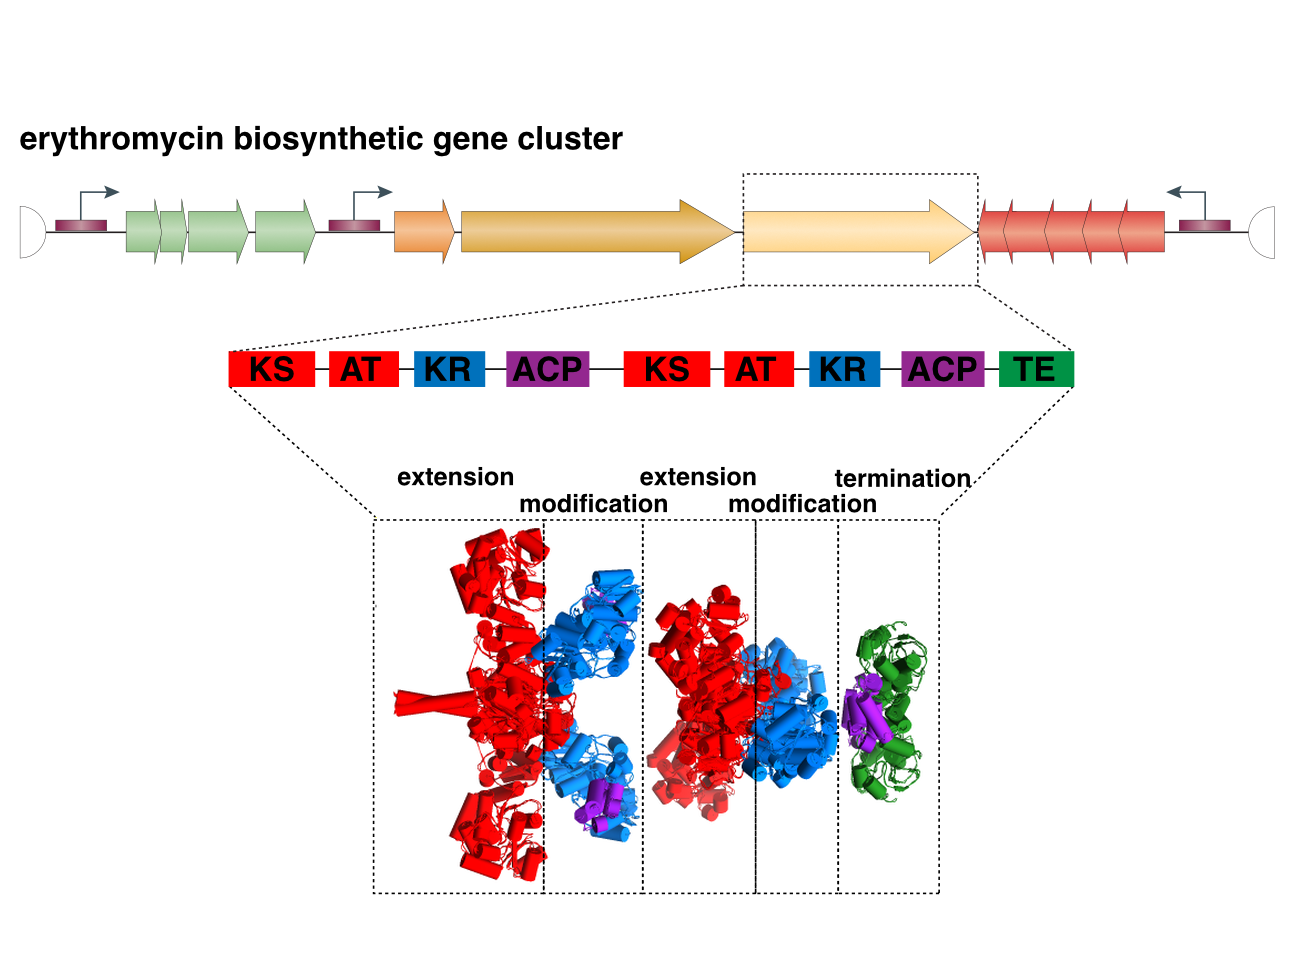 erythromycin biosynthetic gene cluster
KS AT KR ACP KS AT KR ACP TE
extension extension termination
modification modification